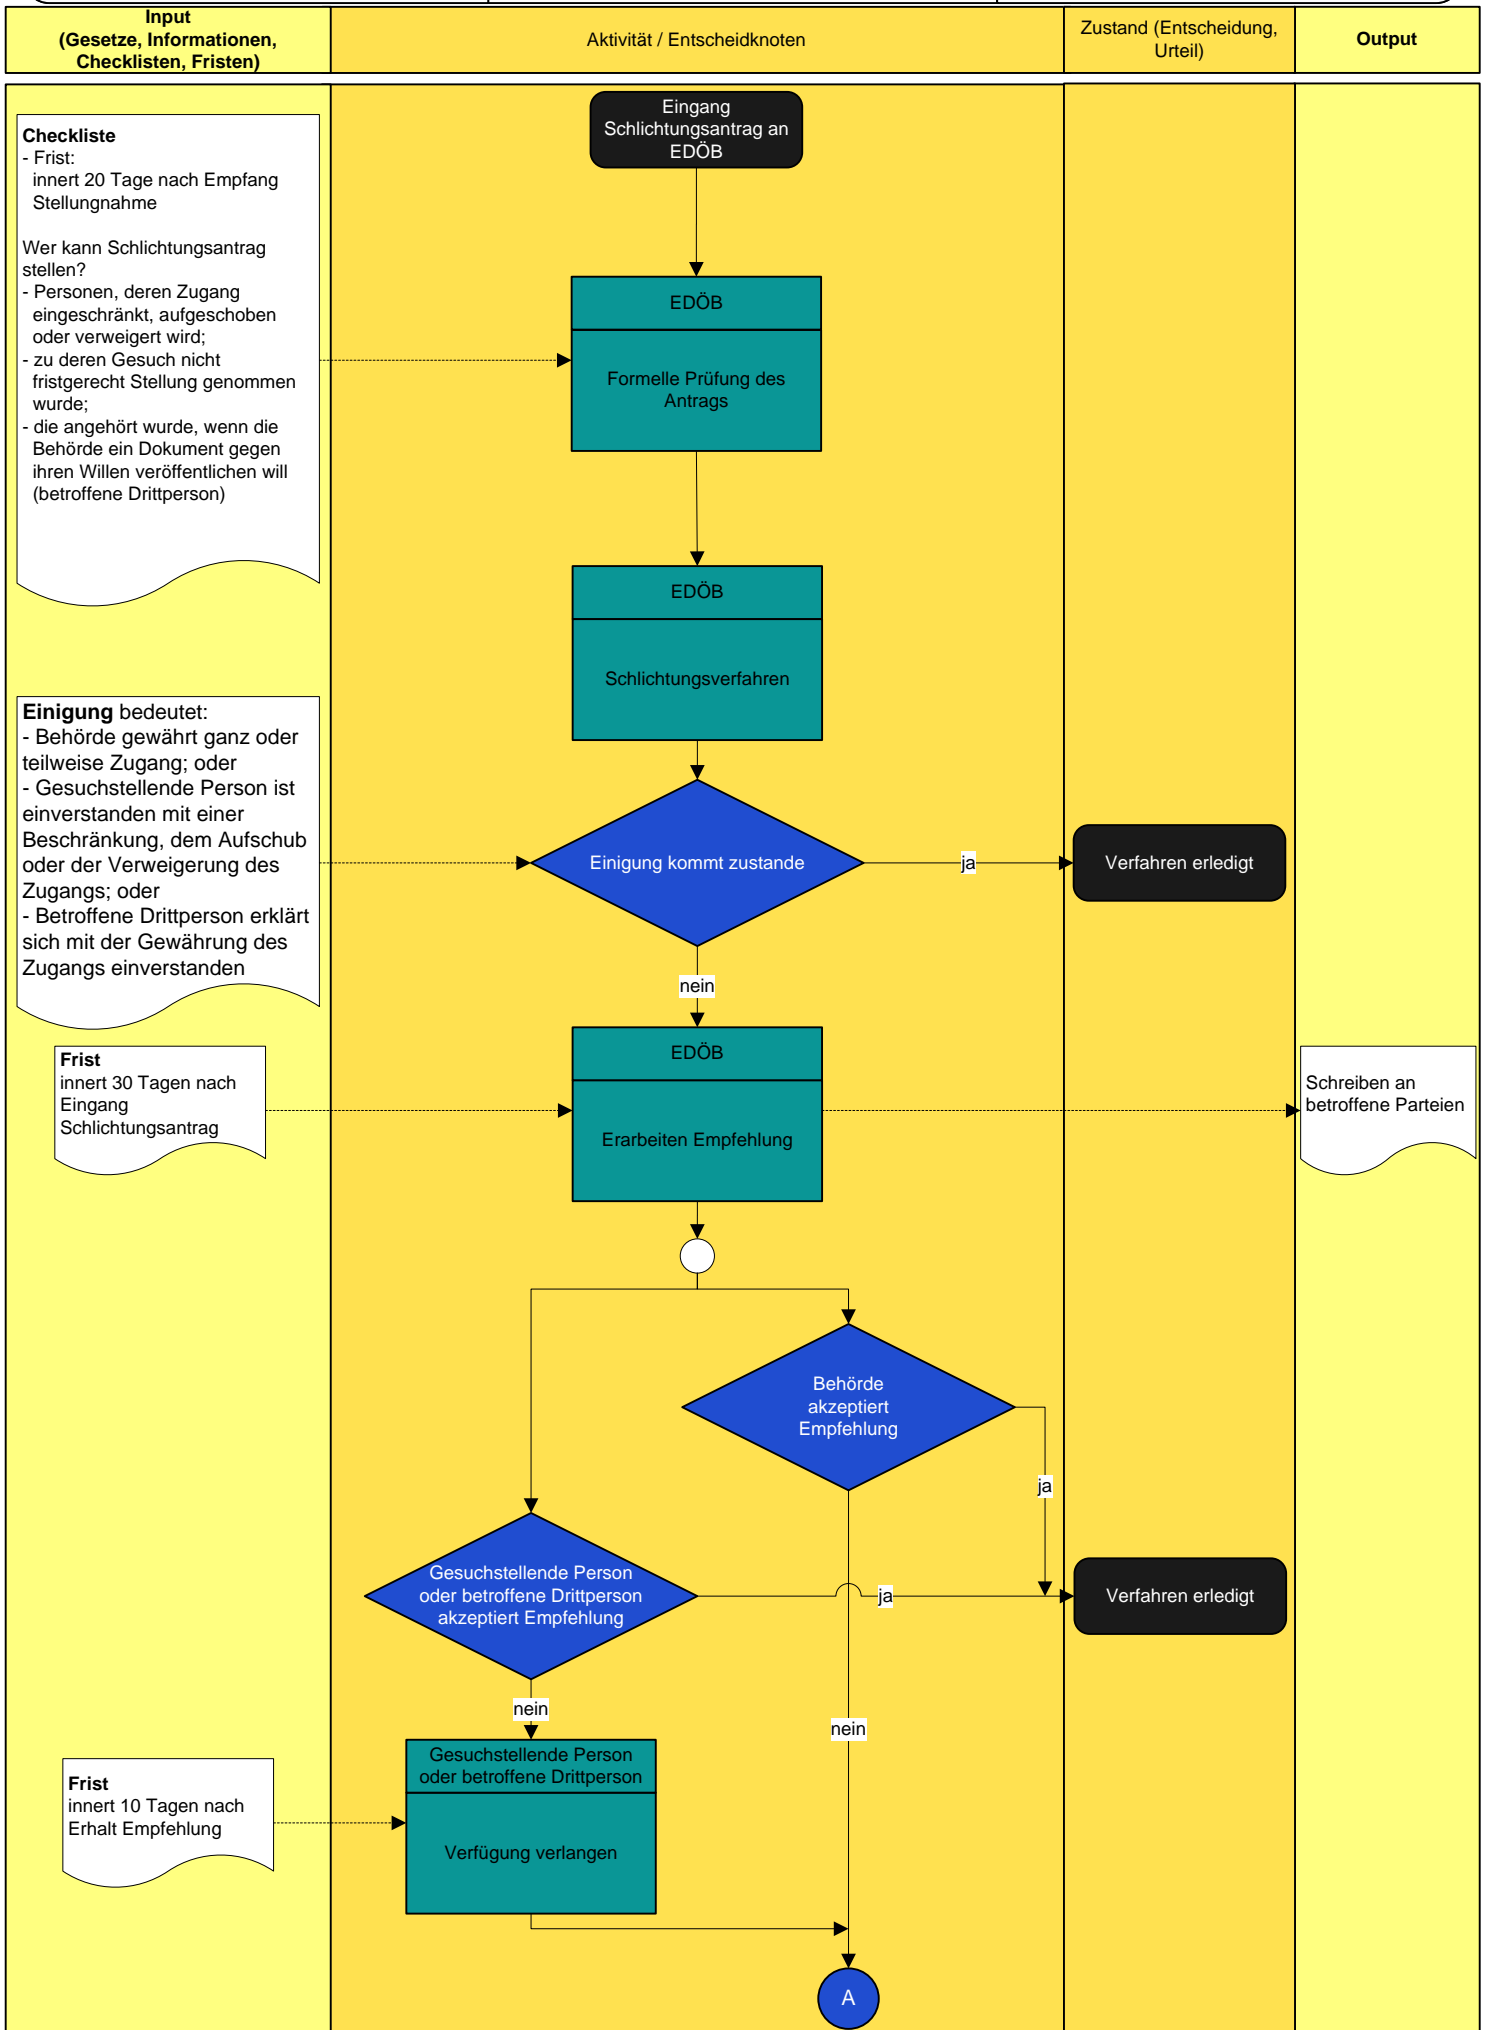 Input
(Gesetze, Informationen,
Checklisten, Fristen)
Aktivität / Entscheidknoten
Zustand (Entscheidung,
Urteil)
Output
Eingang
Schlichtungsantrag an
EDÖB
Checkliste
- Frist:
innert 20 Tage nach Empfang
Stellungnahme
Wer kann Schlichtungsantrag
stellen?
- Personen, deren Zugang
eingeschränkt, aufgeschoben
oder verweigert wird;
- zu deren Gesuch nicht
fristgerecht Stellung genommen
wurde;
- die angehört wurde, wenn die
Behörde ein Dokument gegen
ihren Willen veröffentlichen will
(betroffene Drittperson)
EDÖB
Formelle Prüfung des
Antrags
EDÖB
Schlichtungsverfahren
Einigung bedeutet:
- Behörde gewährt ganz oder
teilweise Zugang; oder
- Gesuchstellende Person ist
einverstanden mit einer
Beschränkung, dem Aufschub
oder der Verweigerung des
Zugangs; oder
- Betroffene Drittperson erklärt
sich mit der Gewährung des
Zugangs einverstanden
Einigung kommt zustande
ja
Verfahren erledigt
nein
Frist
innert 30 Tagen nach
Eingang
Schlichtungsantrag
EDÖB
Erarbeiten Empfehlung
Schreiben an
betroffene Parteien
Behörde
akzeptiert
Empfehlung
ja
Gesuchstellende Person
oder betroffene Drittperson
akzeptiert Empfehlung
ja
Verfahren erledigt
nein
nein
Frist
innert 10 Tagen nach
Erhalt Empfehlung
Gesuchstellende Person
oder betroffene Drittperson
Verfügung verlangen
A